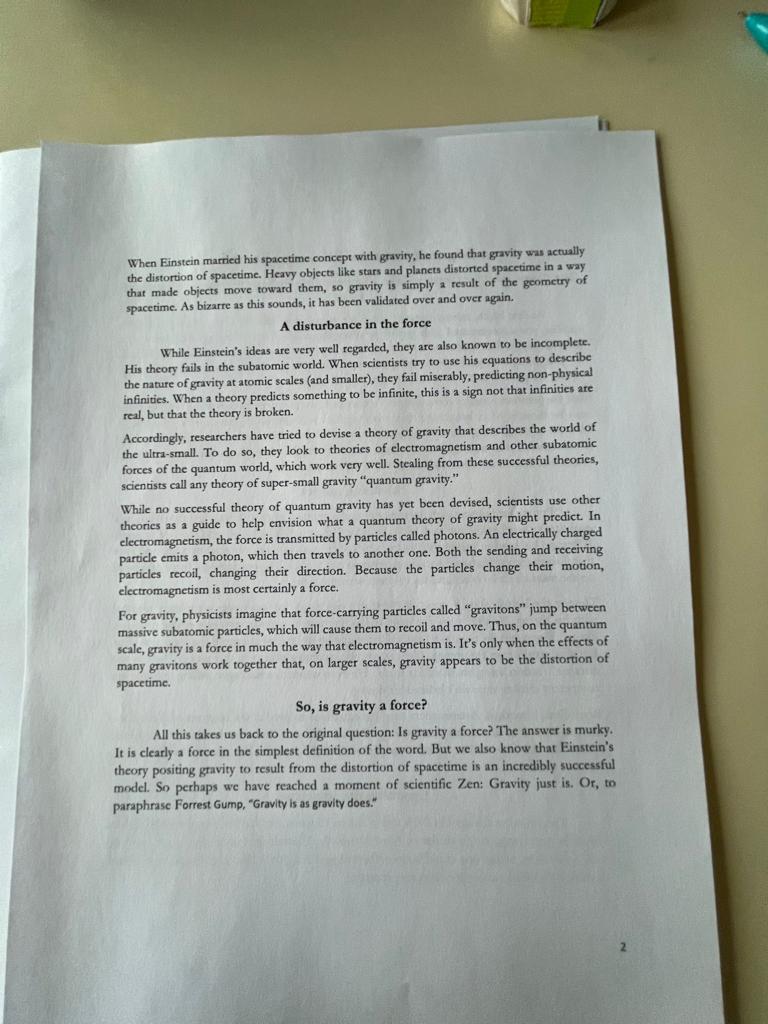 When Einstein married his spacetime concept with gravity, he found that gravity was actually
the distortion of spacetime. Heavy objects like stars and planets distorted spacetime in a way
that made objects move toward them, so gravity is simply a result of the geometry of
spacetime. As bizarre as this sounds, it has been validated over and over again.
A disturbance in the force
While Einstein's ideas are very well regarded, they are also known to be incomplete.
His theory fails in the subatomic world. When scientists try to use his equations to describe
the nature of gravity at atomic scales (and smaller), they fail miserably, predicting non-physical
infinities. When a theory predicts something to be infinite, this is a sign not that infinities are
real, but that the theory is broken.
Accordingly, researchers have tried to devise a theory of gravity that describes the world of
the ultra-small. To do so, they look to theories of electromagnetism and other subatomic
forces of the quantum world, which work very well. Stealing from these successful theories,
scientists call any theory of super-small gravity “quantum gravity.”
While no successful theory of quantum gravity has yet been devised, scientists use other
theories as a guide to help envision what a quantum theory of gravity might predict. In
electromagnetism, the force is transmitted by particles called photons. An electrically charged
particle emits a photon, which then travels to another one. Both the sending and receiving
particles recoil, changing their direction. Because the particles change their motion,
electromagnetism is most certainly a force.
For gravity, physicists imagine that force-carrying particles called “gravitons” jump between
massive subatomic particles, which will cause them to recoil and move. Thus, on the quantum
scale, gravity is a force in much the way that electromagnetism is. It's only when the effects of
many gravitons work together that, on larger scales, gravity appears to be the distortion of
spacetime.
So, is gravity a force?
All this takes us back to the original question: Is gravity a force? The answer is murky.
It is clearly a force in the simplest definition of the word. But we also know that Einstein's
theory positing gravity to result from the distortion of spacetime is an incredibly successful
model. So perhaps we have reached a moment of scientific Zen: Gravity just is. Or, to
paraphrase Forrest Gump, “Gravity is as gravity does.”
2